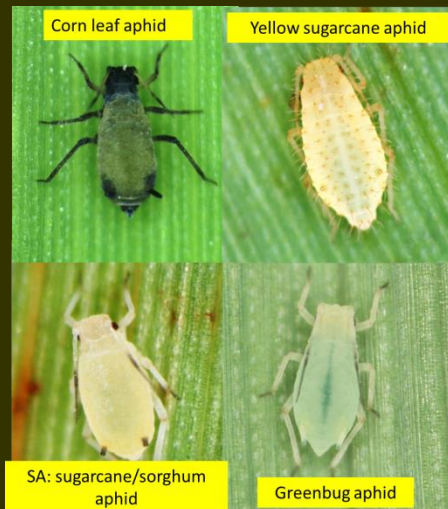 Corn leaf aphid
Yellow sugarcane aphid
SA: sugarcane/sorghum
aphid
Greenbug aphid